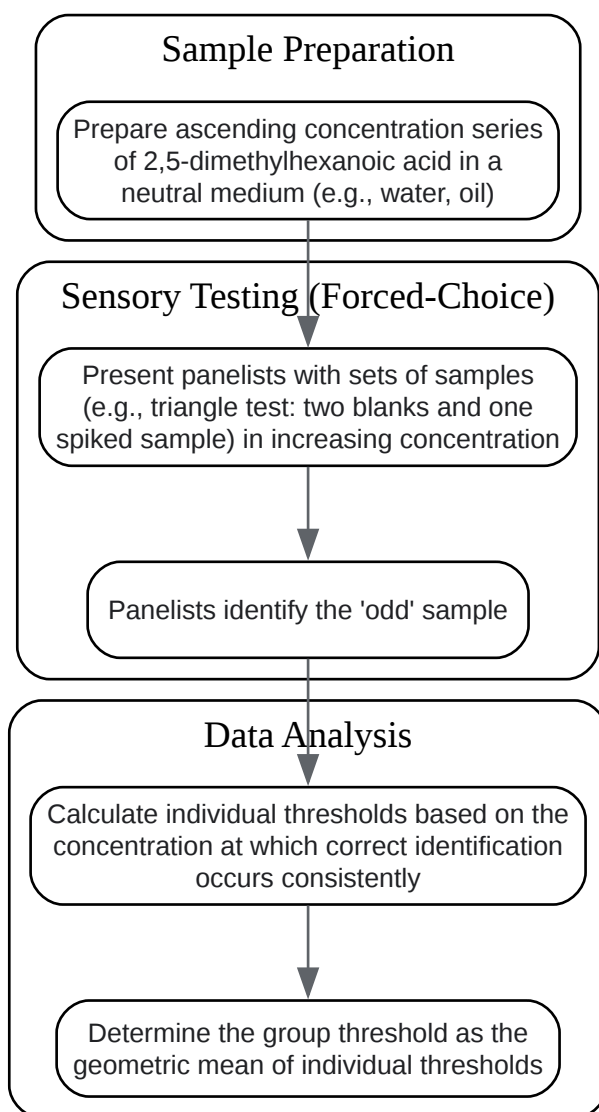 Sample Preparation
Prepare ascending concentration series
of 2,5-dimethylhexanoic acid in a
neutral medium (e.g., water, oil)
Sensory Testing (Forced-Choice)
Present panelists with sets of samples
(e.g., triangle test: two blanks and one
spiked sample) in increasing concentration
Panelists identify the 'odd' sample
Data Analysis
Calculate individual thresholds based on the
concentration at which correct identification
occurs consistently
Determine the group threshold as the
geometric mean of individual thresholds